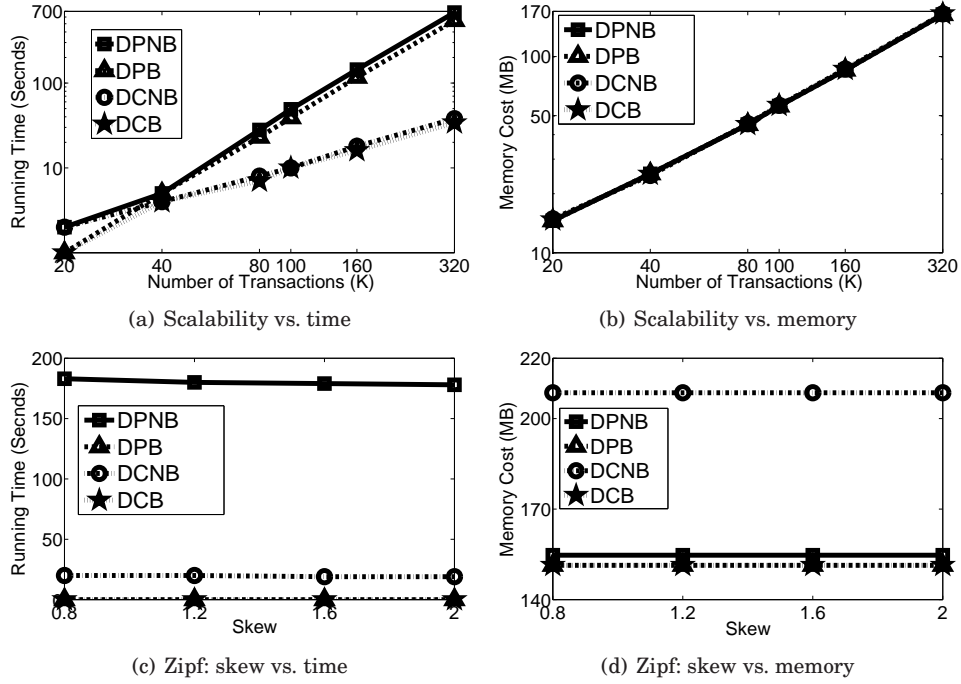 700
100
10
Running Time (Secnds)
DPNB
DPB
DCNB
DCB
20 40 80 100 160 320
Number of Transactions (K)
(a) Scalability vs. time
170
100
50
10
Memory Cost (MB)
DPNB
DPB
DCNB
DCB
20 40 80 100 160 320
Number of Transactions (K)
(b) Scalability vs. memory
200
150
100
50
0
Running Time (Secnds)
DPNB
DPB
DCNB
DCB
0.8 1.2 1.6 2
Skew
(c) Zipf: skew vs. time
220
200
170
140
Memory Cost (MB)
DPNB
DPB
DCNB
DCB
0.8 1.2 1.6 2
Skew
(d) Zipf: skew vs. memory